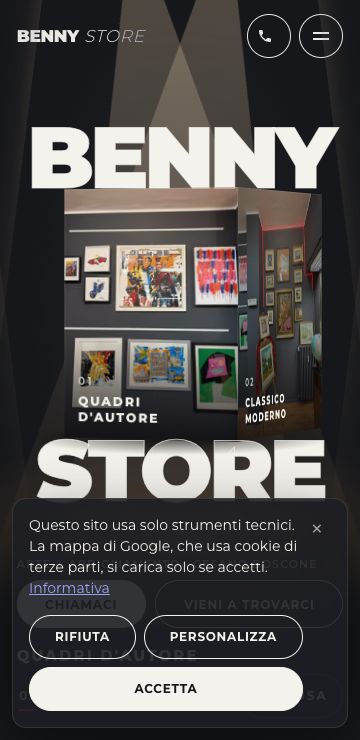 BENNY STORE
BENNY
01
QUADRI
D'AUTORE
02
CLASSICO
MODERNO
STORE
Questo sito usa solo strumenti tecnici.
La mappa di Google, che usa cookie di
terze parti, si carica solo se accetti.
Informativa
CHIAMACI
VIENI A TROVARCI
RIFIUTA
PERSONALIZZA
QUADRI D'AUTORE
ACCETTA